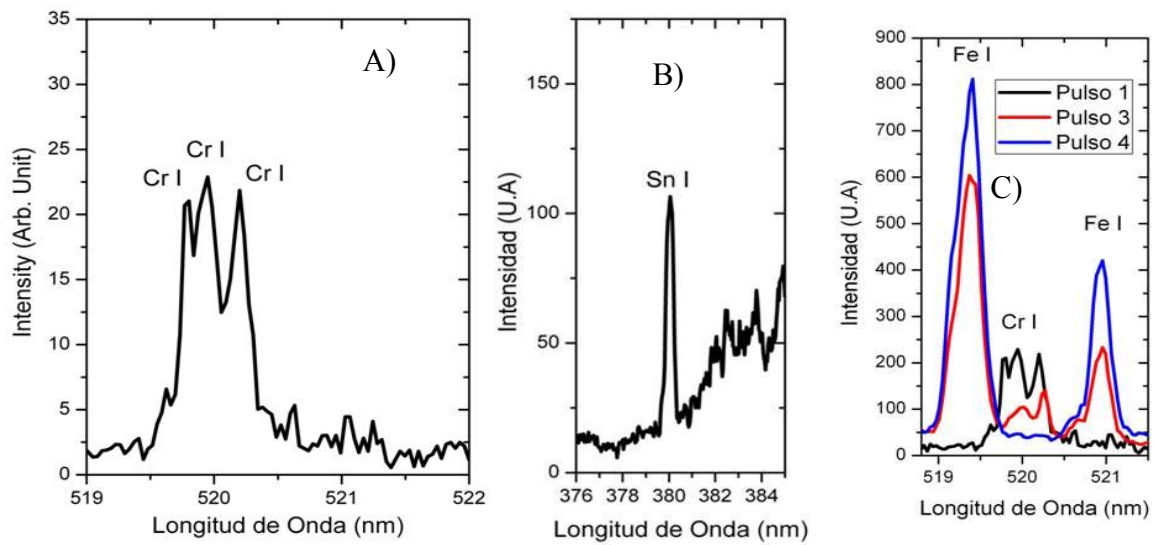 A)
Cr I
Cr I
Cr I
35
30
25
20
15
10
5
0
Intensity (Arb. Unit)
519
520
521
522
Longitud de Onda (nm)
B)
Sn I
150
100
50
0
Intensidad (U.A)
376 378 380 382 384
Longitud de Onda (nm)
C)
Fe I
Pulso 1
Pulso 3
Pulso 4
Fe I
Cr I
900
800
700
600
500
400
300
200
100
0
Intensidad (U.A)
519
520
521
Longitud de Onda (nm)